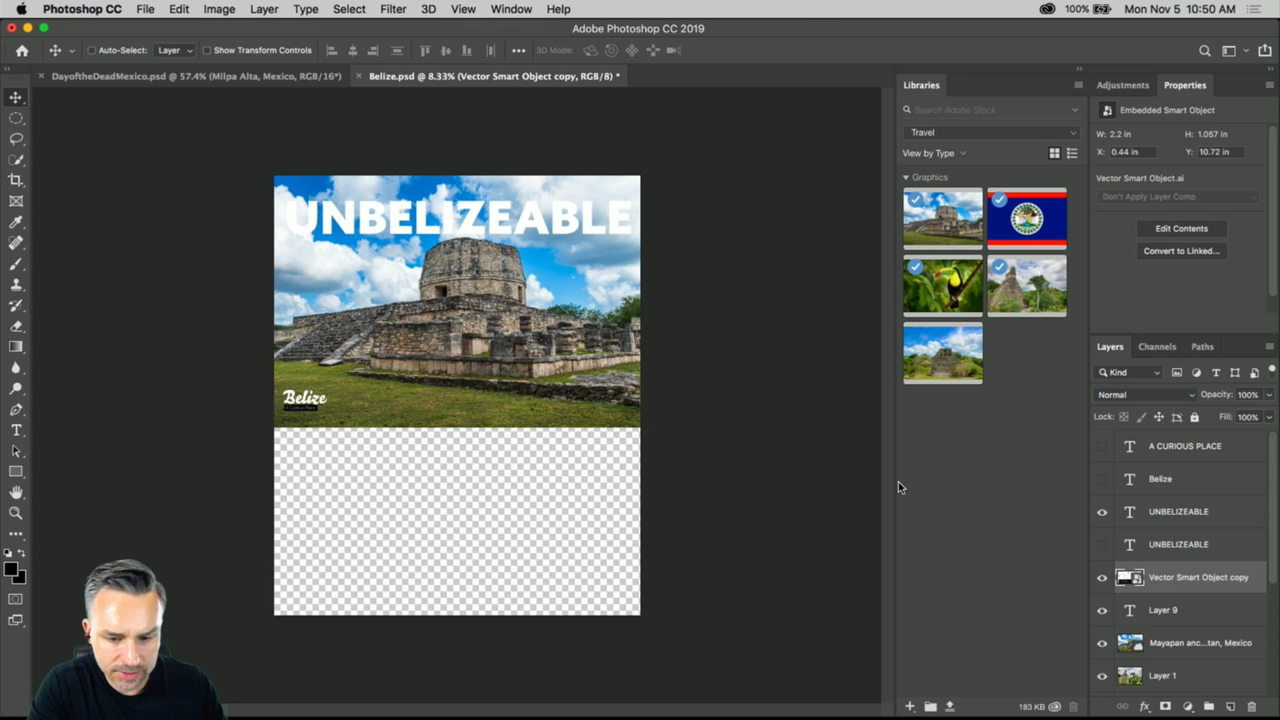 Photoshop CC File Edit Image Layer Type Select Filter 3D View Window Help 100% Mon Nov 5 10:50 AM
Adobe Photoshop CC 2019
Auto-Select: Layer Show Transform Controls 3D Mode:
DayoftheDeadMexico.psd @ 57.4% (Milpa Alta, Mexico, RGB/16*) Belize.psd @ 8.33% (Vector Smart Object copy, RGB/8) *
UNBELIZEABLE
Belize
Libraries
Search Adobe Stock
Travel
View by Type
Graphics
183 KB
Adjustments Properties
Embedded Smart Object
W: 2.2 in H: 1.057 in
X: 0.44 in Y: 10.72 in
Vector Smart Object.ai
Don't Apply Layer Comp
Edit Contents
Convert to Linked...
Layers Channels Paths
Kind
Normal Opacity: 100%
Lock: Fill: 100%
A CURIOUS PLACE
Belize
UNBELIZEABLE
UNBELIZEABLE
Vector Smart Object copy
Layer 9
Mayapan anc...tan, Mexico
Layer 1
fx